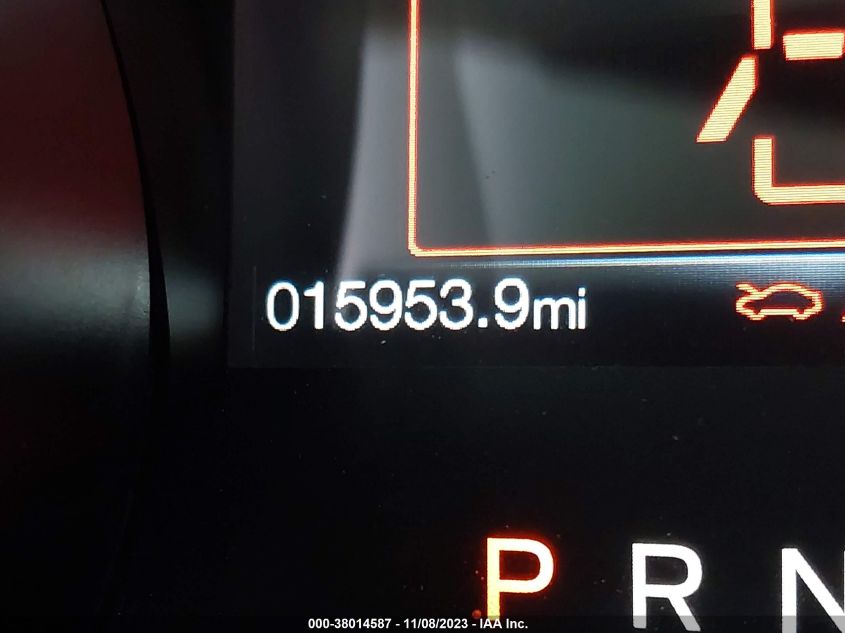 015953.9mi
P R N
000-38014587 - 11/08/2023 - IAA Inc.